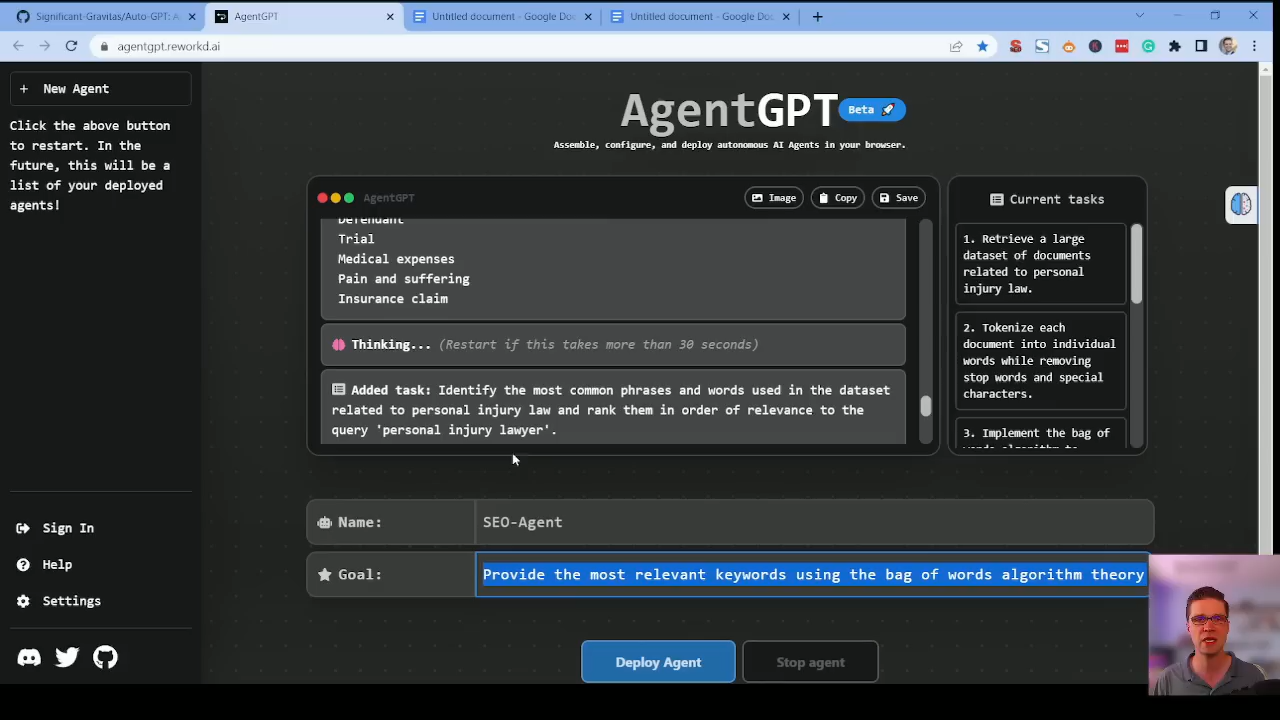 Significant-Gravitas/Auto-GPT: A
AgentGPT
Untitled document - Google Doc
Untitled document - Google Doc
agentgpt.reworkd.ai
+ New Agent
Click the above button
to restart. In the
future, this will be a
list of your deployed
agents!
Sign In
Help
Settings
AgentGPT
Beta 🚀
Assemble, configure, and deploy autonomous AI Agents in your browser.
AgentGPT
Image
Copy
Save
Defendant
Trial
Medical expenses
Pain and suffering
Insurance claim
Thinking... (Restart if this takes more than 30 seconds)
Added task: Identify the most common phrases and words used in the dataset
related to personal injury law and rank them in order of relevance to the
query 'personal injury lawyer'.
Current tasks
1. Retrieve a large
dataset of documents
related to personal
injury law.
2. Tokenize each
document into individual
words while removing
stop words and special
characters.
3. Implement the bag of
words algorithm to
Name:
SEO-Agent
Goal:
Provide the most relevant keywords using the bag of words algorithm theory
Deploy Agent
Stop agent